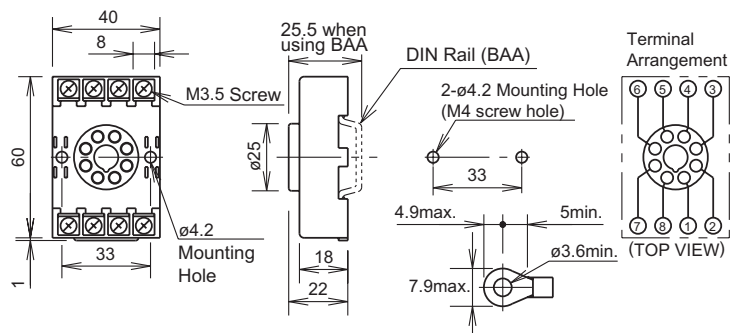 40
8
M3.5 Screw
60
ø4.2
Mounting
Hole
33
1
25.5 when
using BAA
DIN Rail (BAA)
ø25
18
22
2-ø4.2 Mounting Hole
(M4 screw hole)
33
4.9max.
5min.
ø3.6min.
7.9max.
Terminal
Arrangement
6 5 4 3
7 8 1 2
(TOP VIEW)